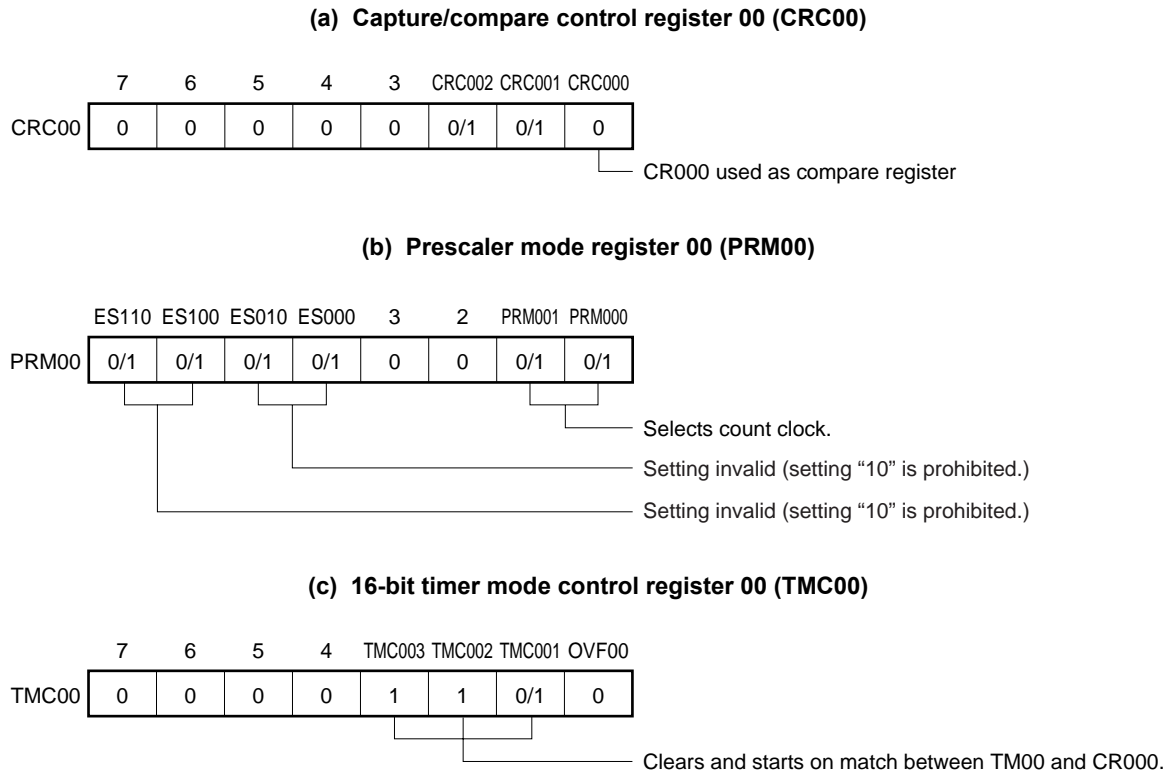 (a) Capture/compare control register 00 (CRC00)
7 6 5 4 3 CRC002 CRC001 CRC000
CRC00 0 0 0 0 0 0/1 0/1 0
CR000 used as compare register
(b) Prescaler mode register 00 (PRM00)
ES110 ES100 ES010 ES000 3 2 PRM001 PRM000
PRM00 0/1 0/1 0/1 0/1 0 0 0/1 0/1
Selects count clock.
Setting invalid (setting “10” is prohibited.)
Setting invalid (setting “10” is prohibited.)
(c) 16-bit timer mode control register 00 (TMC00)
7 6 5 4 TMC003 TMC002 TMC001 OVF00
TMC00 0 0 0 0 1 1 0/1 0
Clears and starts on match between TM00 and CR000.